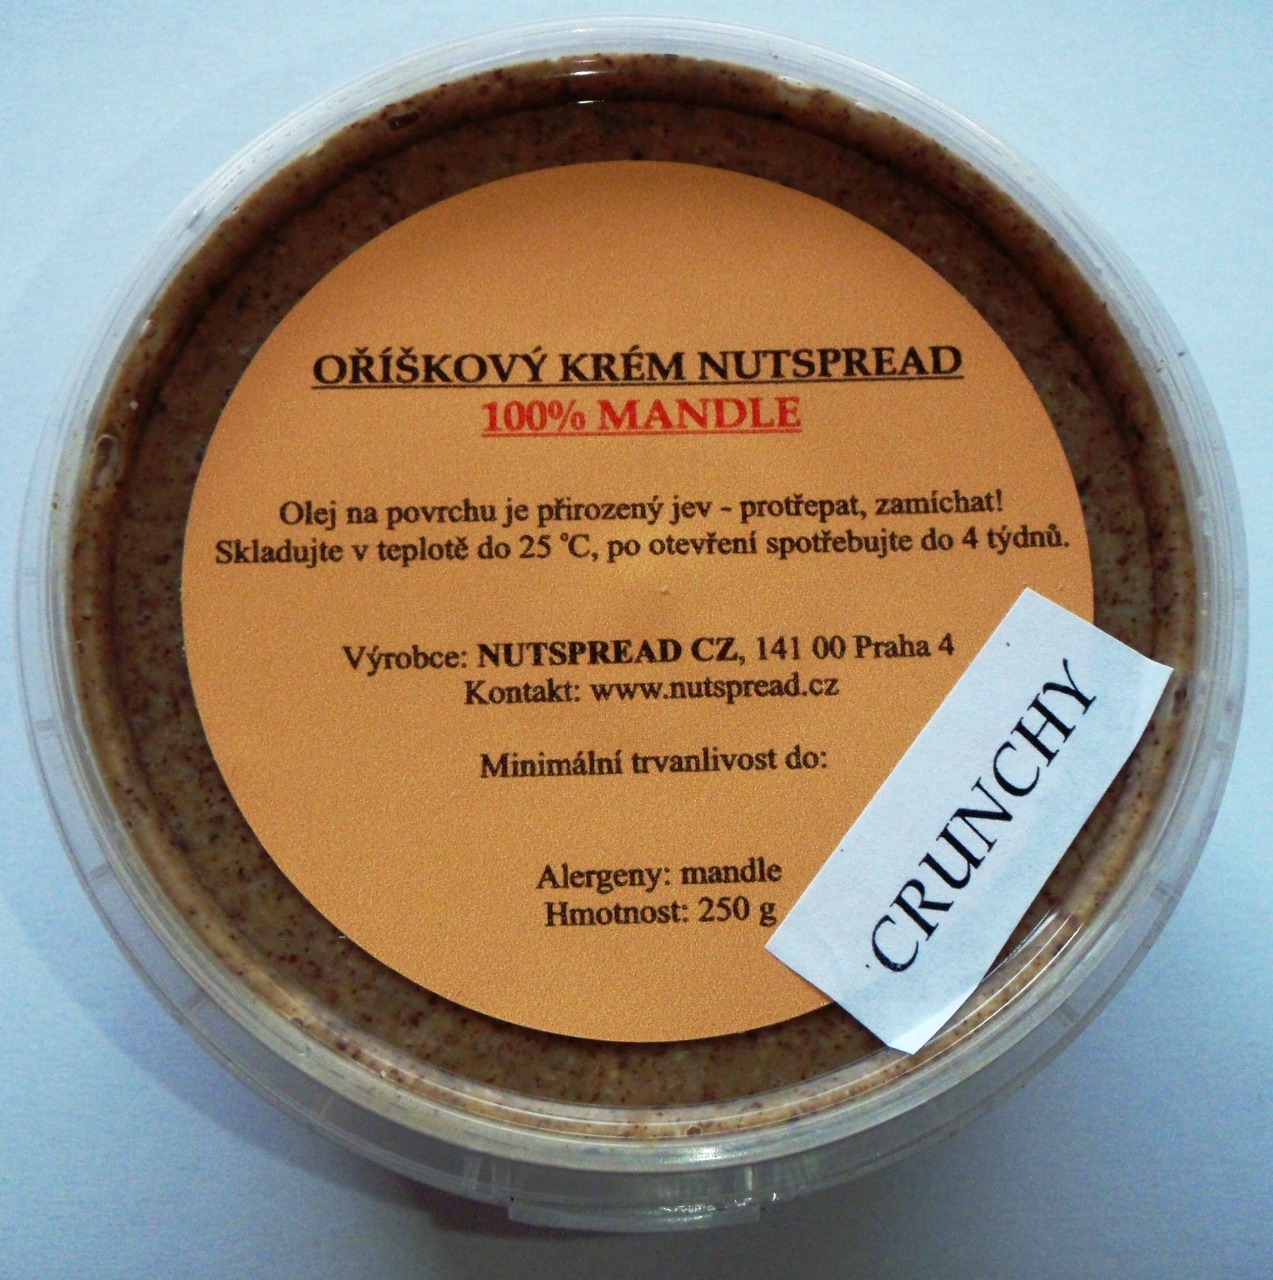 OŘÍŠKOVÝ KRÉM NUTSPREAD
100% MANDLE
Olej na povrchu je přirozený jev - protřepat, zamíchat!
Skladujte v teplotě do 25 °C, po otevření spotřebujte do 4 týdnů.
Výrobce: NUTSPREAD CZ, 141 00 Praha 4
Kontakt: www.nutspread.cz
Minimální trvanlivost do:
Alergeny: mandle
Hmotnost: 250 g
CRUNCHY